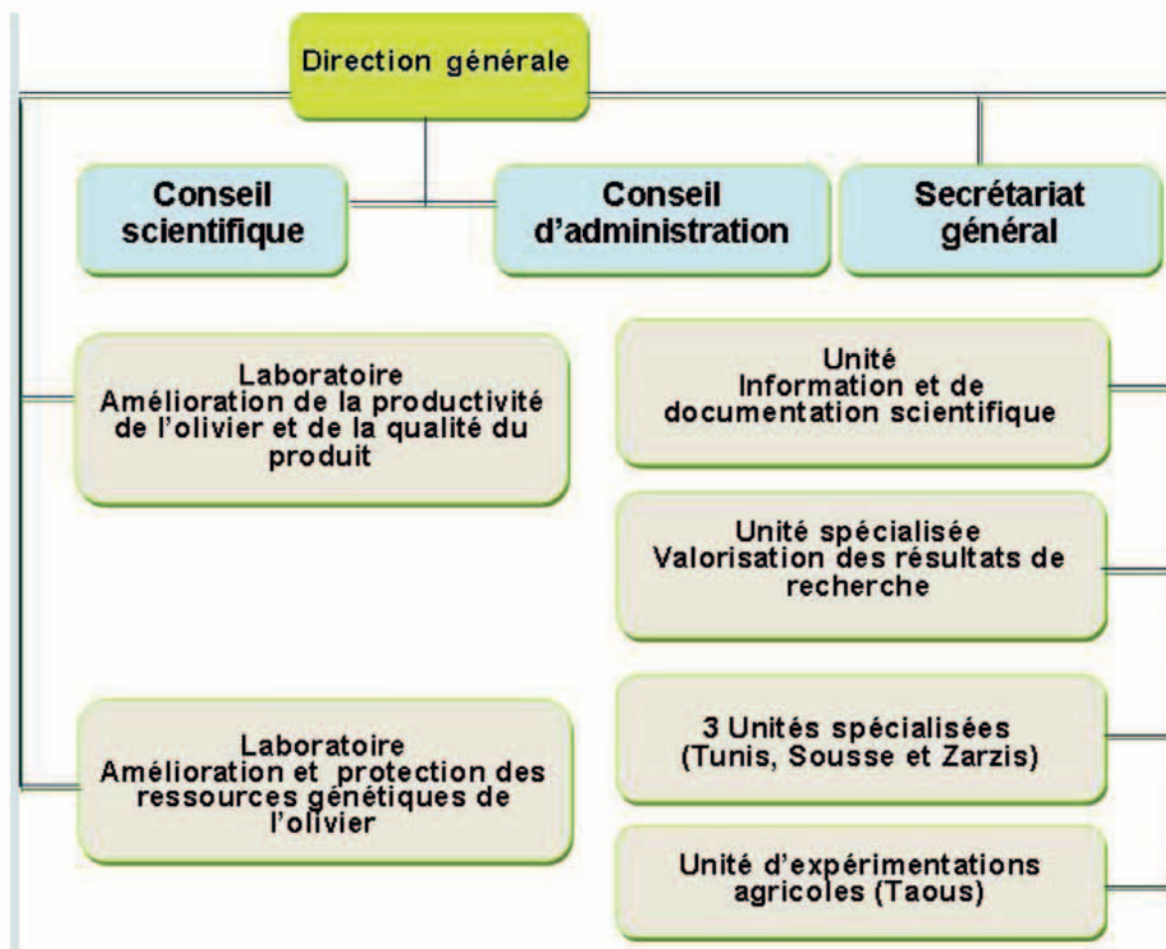 Direction générale
Conseil
scientifique
Conseil
d'administration
Secrétariat
général
Laboratoire
Amélioration de la productivité
de l'olivier et de la qualité du
produit
Laboratoire
Amélioration et protection des
ressources génétiques de
l'olivier
Unité
Information et de
documentation scientifique
Unité spécialisée
Valorisation des résultats de
recherche
3 Unités spécialisées
(Tunis, Sousse et Zarzis)
Unité d'expérimentations
agricoles (Taous)